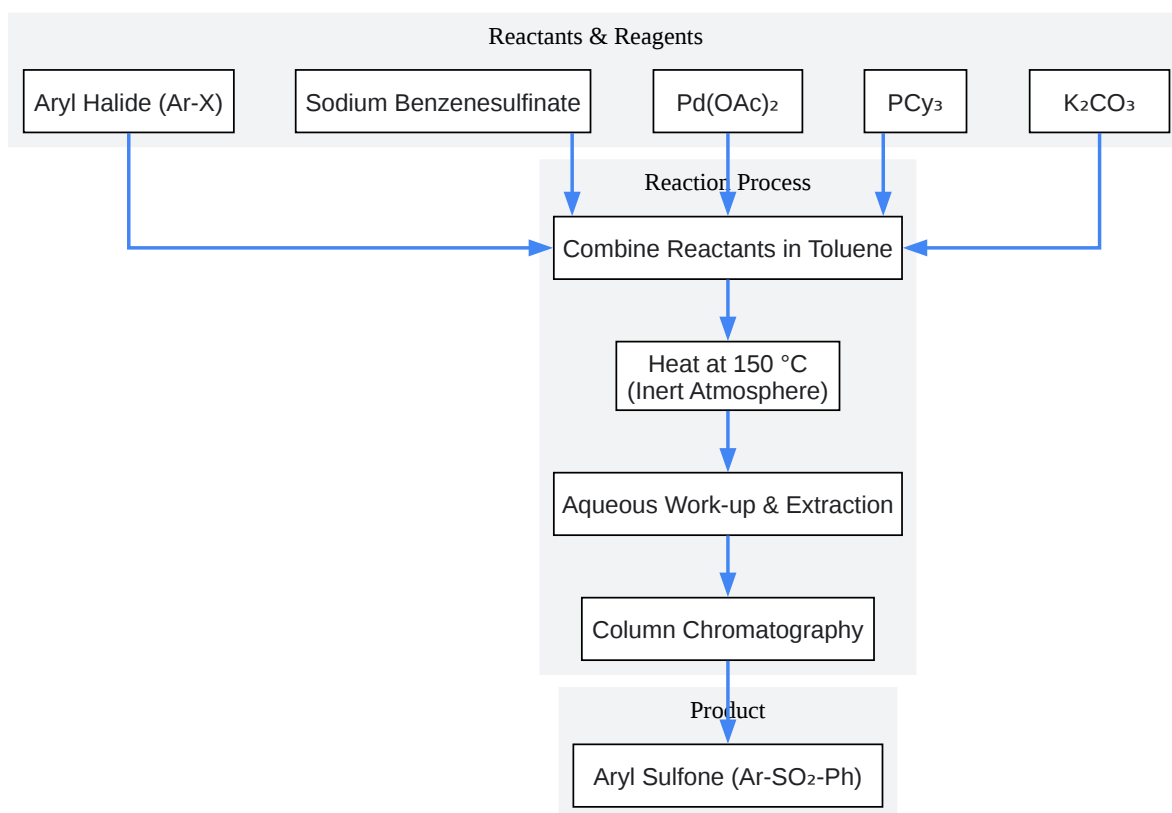 Reactants & Reagents
Aryl Halide (Ar-X)
Sodium Benzenesulfinate
Pd(OAc)₂
PCy₃
K₂CO₃
Reaction Process
Combine Reactants in Toluene
Heat at 150 °C
(Inert Atmosphere)
Aqueous Work-up & Extraction
Column Chromatography
Product
Aryl Sulfone (Ar-SO₂-Ph)